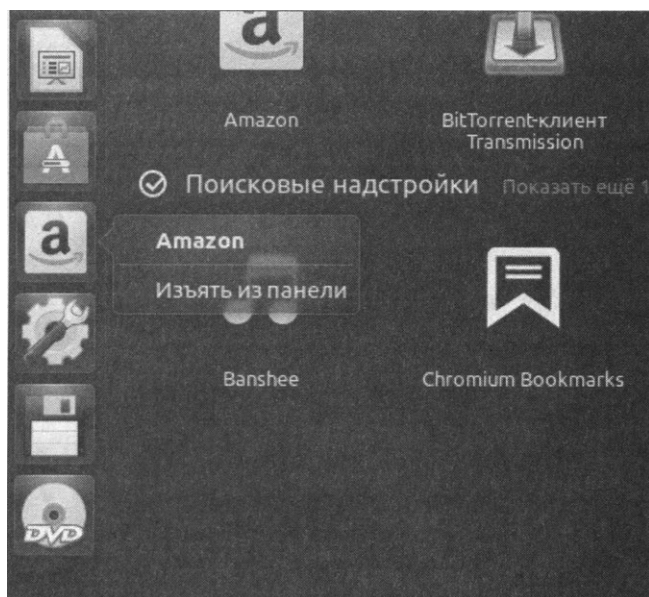 Amazon
BitTorrent-клиент
Transmission
Поисковые надстройки Показать ещё 1
Amazon
Изъять из панели
Banshee
Chromium Bookmarks
DVD